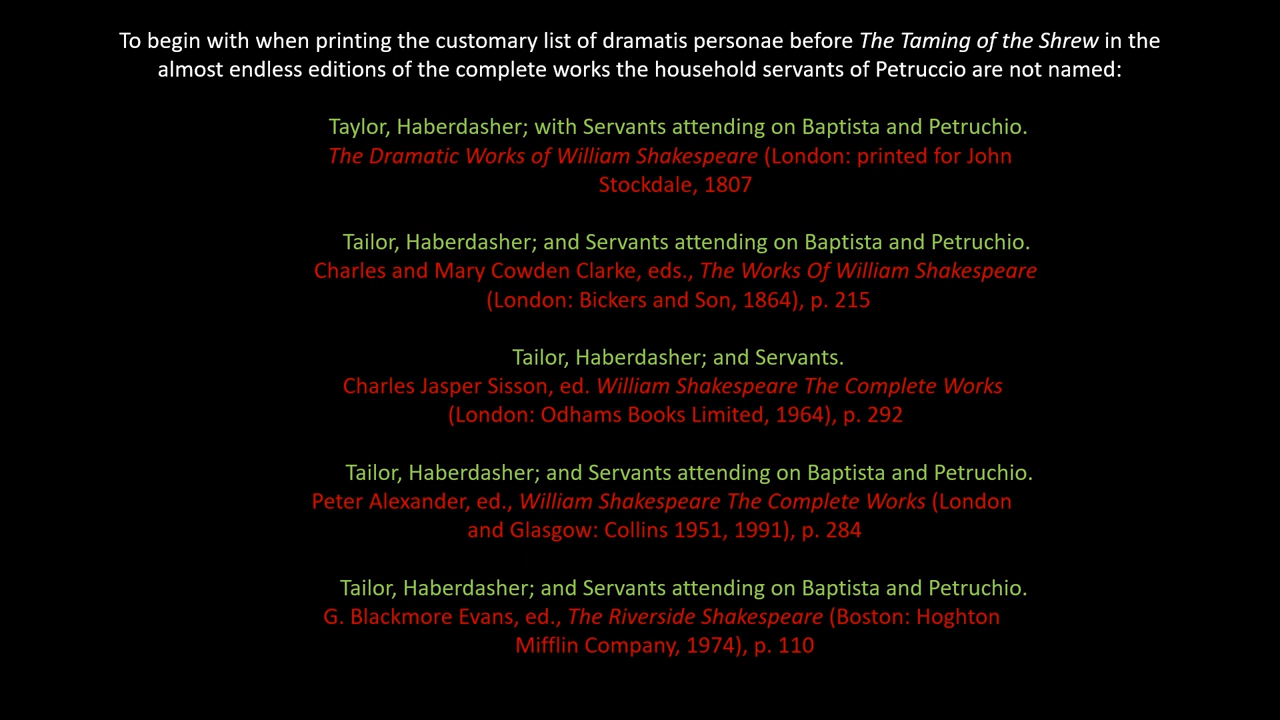 To begin with when printing the customary list of dramatis personae before The Taming of the Shrew in the
almost endless editions of the complete works the household servants of Petruccio are not named:
Taylor, Haberdasher; with Servants attending on Baptista and Petruchio.
The Dramatic Works of William Shakespeare (London: printed for John
Stockdale, 1807
Tailor, Haberdasher; and Servants attending on Baptista and Petruchio.
Charles and Mary Cowden Clarke, eds., The Works Of William Shakespeare
(London: Bickers and Son, 1864), p. 215
Tailor, Haberdasher; and Servants.
Charles Jasper Sisson, ed. William Shakespeare The Complete Works
(London: Odhams Books Limited, 1964), p. 292
Tailor, Haberdasher; and Servants attending on Baptista and Petruchio.
Peter Alexander, ed., William Shakespeare The Complete Works (London
and Glasgow: Collins 1951, 1991), p. 284
Tailor, Haberdasher; and Servants attending on Baptista and Petruchio.
G. Blackmore Evans, ed., The Riverside Shakespeare (Boston: Hoghton
Mifflin Company, 1974), p. 110